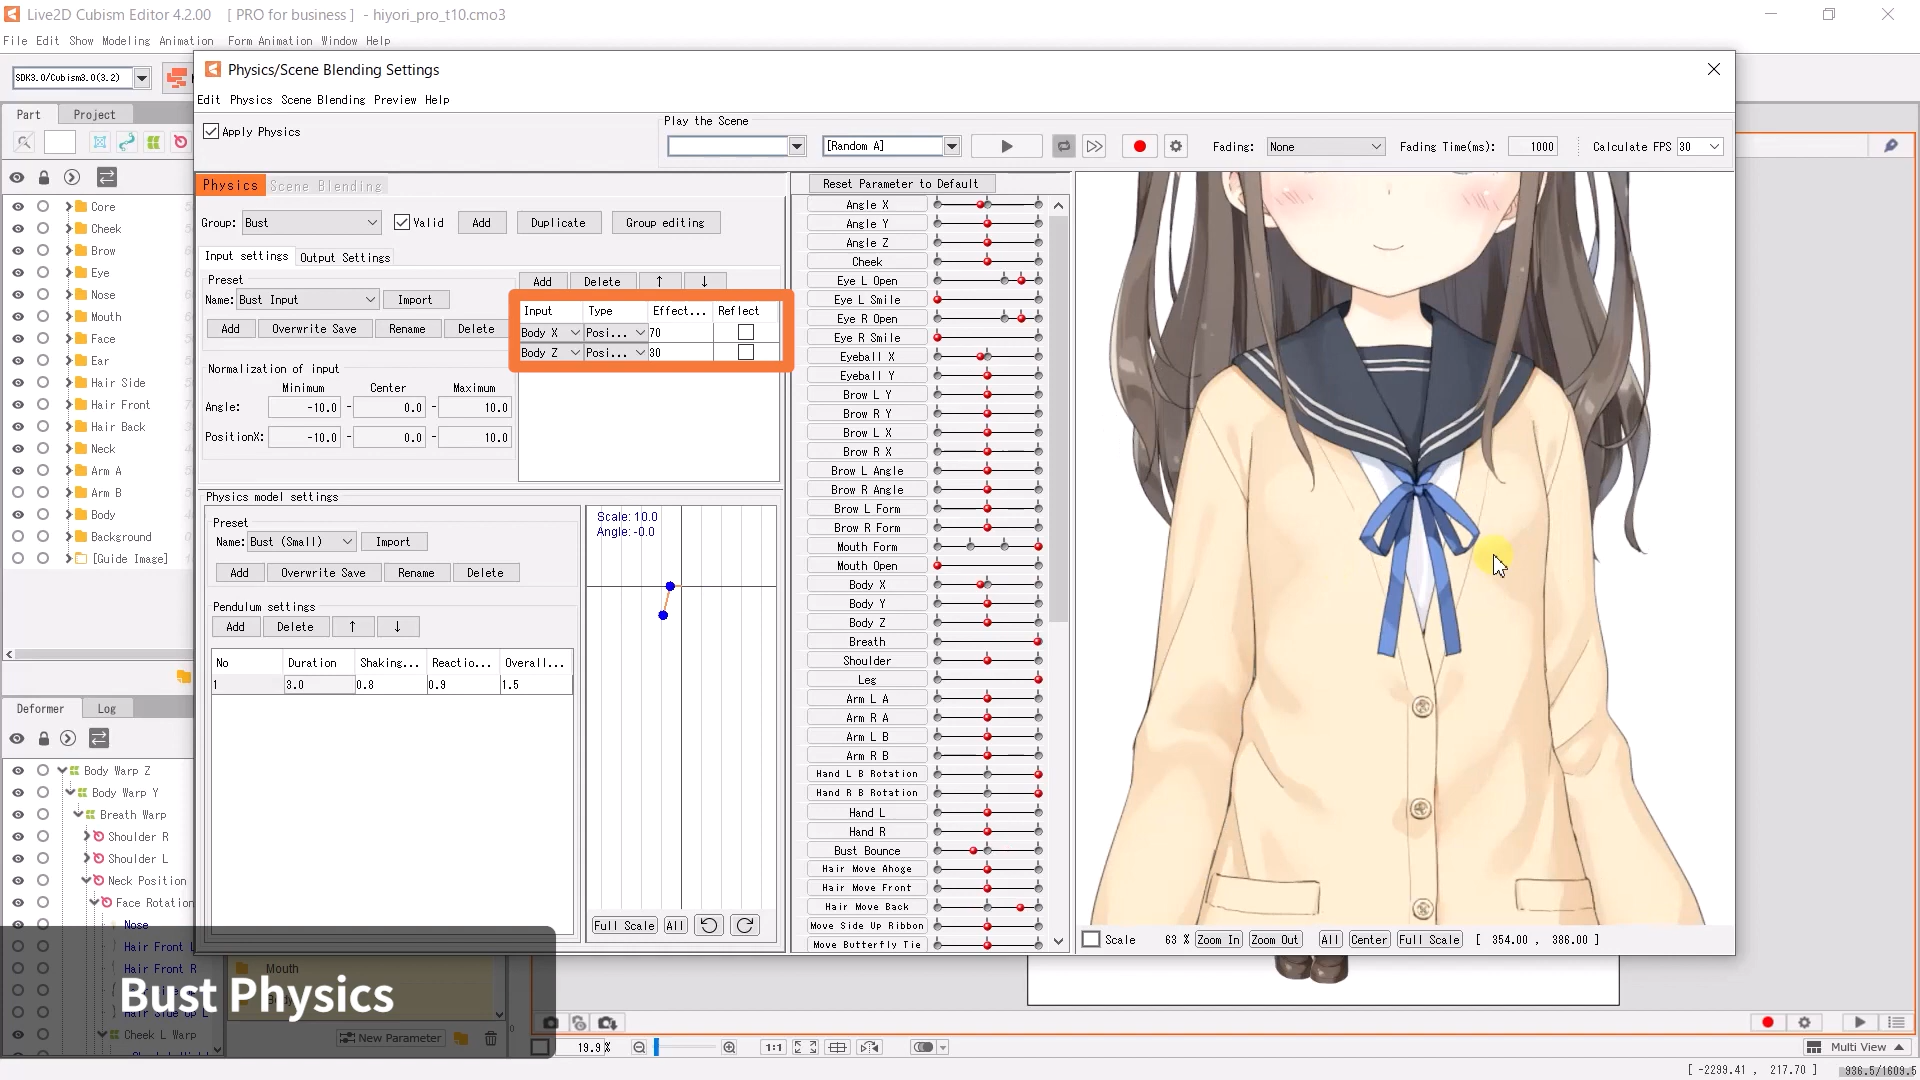 Live2D Cubism Editor 4.2.00 [ PRO for business ] - hiyori_pro_t10.cmo3
File Edit Show Modeling Animation Form Animation Window Help
SDK3.0/Cubism3.0(3.2)
Physics/Scene Blending Settings
Edit Physics Scene Blending Preview Help
Part Project
Apply Physics
Play the Scene
[Random A]
Fading: None Fading Time(ms): 1000 Calculate FPS 30
Physics Scene Blending
Group: Bust Valid Add Duplicate Group editing
Input settings Output Settings
Preset
Name: Bust Input Import
Add Overwrite Save Rename Delete
Add Delete ↑ ↓
Input Type Effect... Reflect
Body X Posi... 70
Body Z Posi... 30
Normalization of input
Minimum Center Maximum
Angle: -10.0 - 0.0 - 10.0
PositionX: -10.0 - 0.0 - 10.0
Physics model settings
Preset
Name: Bust (Small) Import
Add Overwrite Save Rename Delete
Pendulum settings
Add Delete ↑ ↓
No Duration Shaking... Reactio... Overall...
1 3.0 0.8 0.9 1.5
Scale: 10.0
Angle: -0.0
Full Scale All
Reset Parameter to Default
Angle X
Angle Y
Angle Z
Cheek
Eye L Open
Eye L Smile
Eye R Open
Eye R Smile
Eyeball X
Eyeball Y
Brow L Y
Brow R Y
Brow L X
Brow R X
Brow L Angle
Brow R Angle
Brow L Form
Brow R Form
Mouth Form
Mouth Open
Body X
Body Y
Body Z
Breath
Shoulder
Leg
Arm L A
Arm R A
Arm L B
Arm R B
Hand L B Rotation
Hand R B Rotation
Hand L
Hand R
Bust Bounce
Hair Move Ahoge
Hair Move Front
Hair Move Back
Move Side Up Ribbon
Move Butterfly Tie
Scale 63 % Zoom In Zoom Out All Center Full Scale [ 354.00 , 386.00 ]
Core
Cheek
Brow
Eye
Nose
Mouth
Face
Ear
Hair Side
Hair Front
Hair Back
Neck
Arm A
Arm B
Body
Background
[Guide Image]
Deformer Log
Body Warp Z
Body Warp Y
Breath Warp
Shoulder R
Shoulder L
Neck Position
Face Rotation
Nose
Hair Front L
Hair Front R
Hair Side Up L
Cheek L Warp
Mouth
Bust Physics
New Parameter
19.9% 1:1
Multi View
[ -2299.41 , 217.70 ] 936.5/1609.5